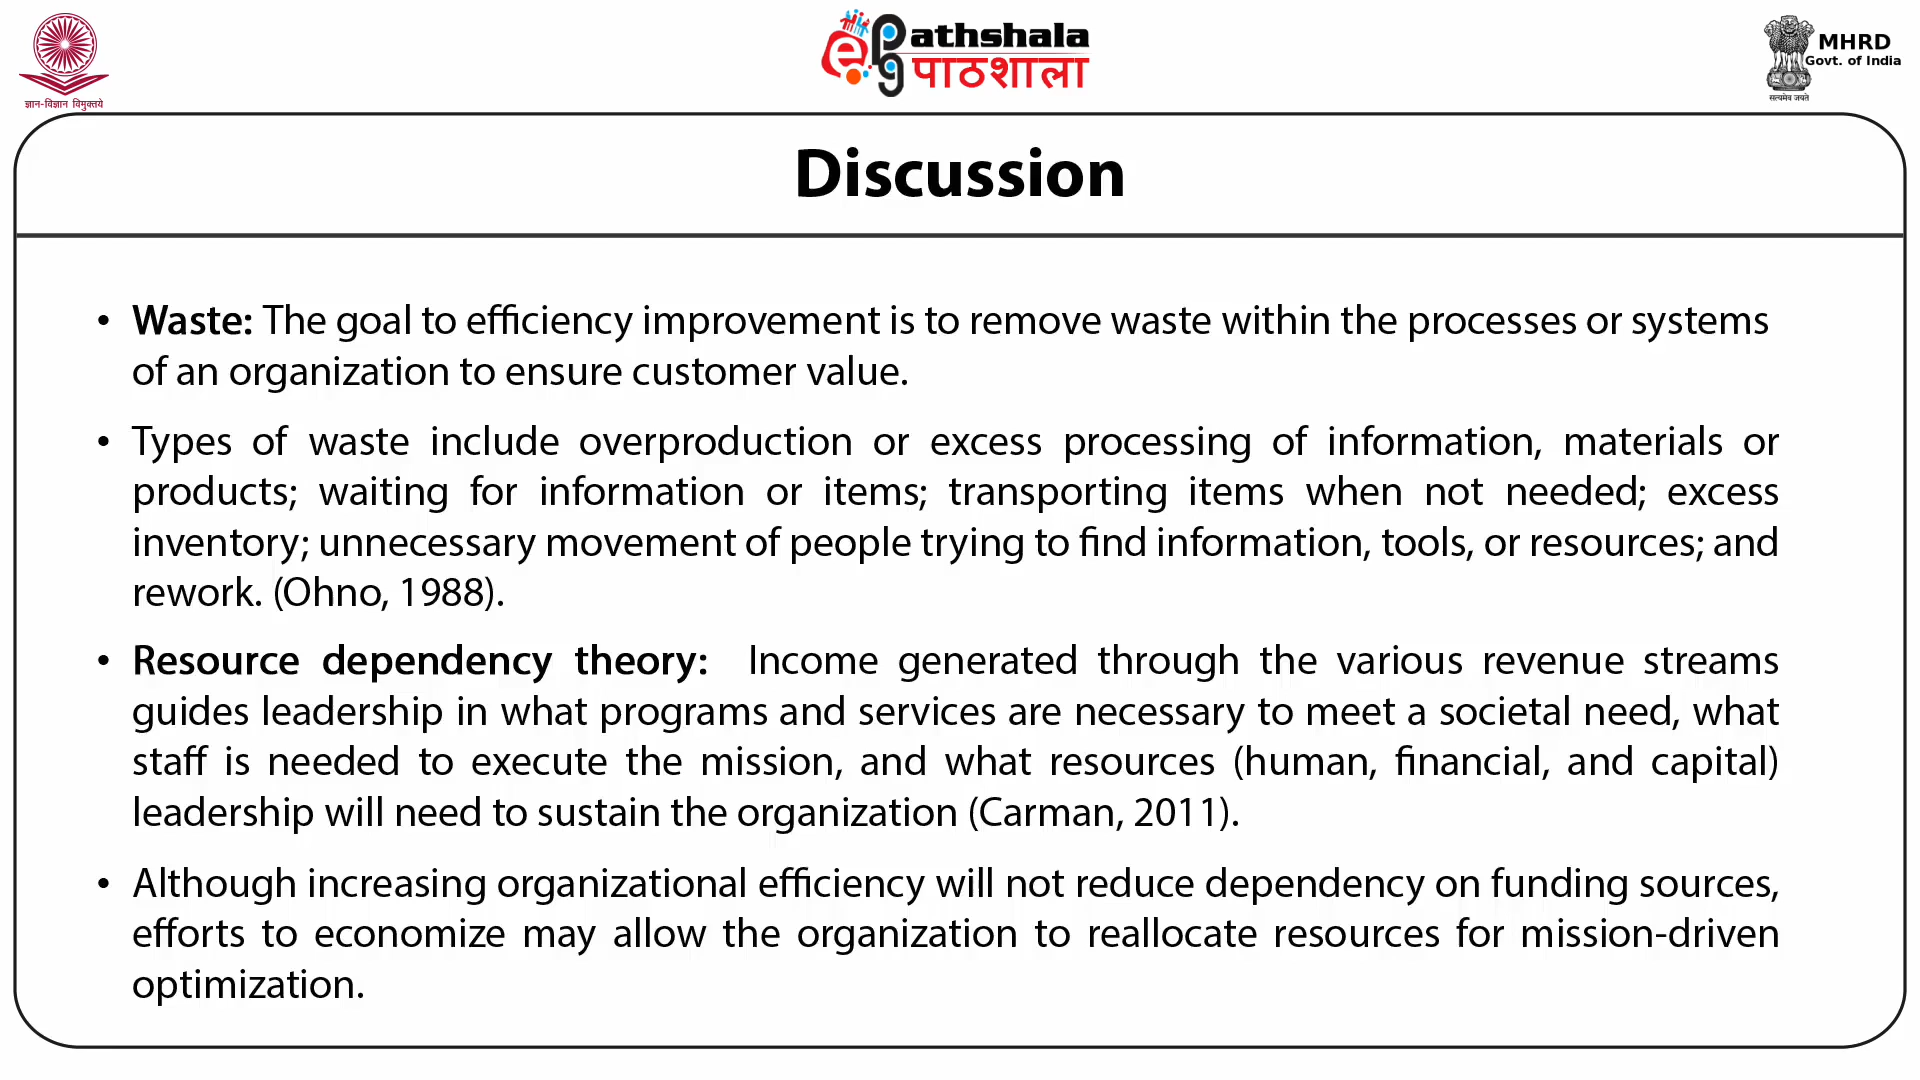 ज्ञान-विज्ञान विमुक्तये
ePathshala
पाठशाला
MHRD
Govt. of India
सत्यमेव जयते
Discussion
• Waste: The goal to efficiency improvement is to remove waste within the processes or systems
of an organization to ensure customer value.
• Types of waste include overproduction or excess processing of information, materials or
products; waiting for information or items; transporting items when not needed; excess
inventory; unnecessary movement of people trying to find information, tools, or resources; and
rework. (Ohno, 1988).
• Resource dependency theory: Income generated through the various revenue streams
guides leadership in what programs and services are necessary to meet a societal need, what
staff is needed to execute the mission, and what resources (human, financial, and capital)
leadership will need to sustain the organization (Carman, 2011).
• Although increasing organizational efficiency will not reduce dependency on funding sources,
efforts to economize may allow the organization to reallocate resources for mission-driven
optimization.